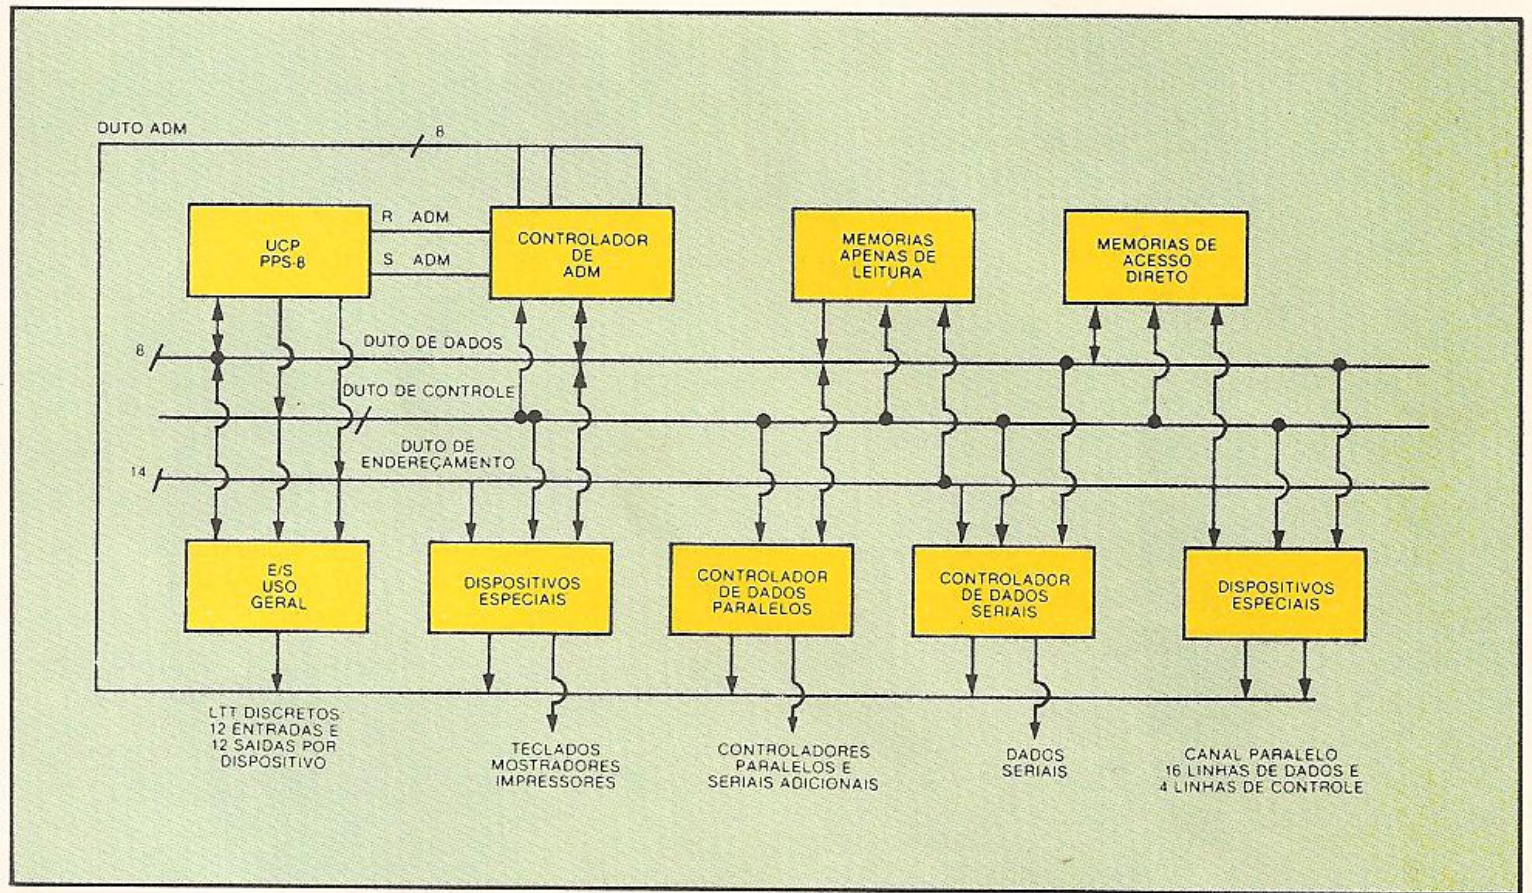 DUTO ADM
8
UCP
PPS-8
R ADM
S ADM
CONTROLADOR
DE
ADM
MEMÓRIAS
APENAS DE
LEITURA
MEMÓRIAS DE
ACESSO
DIRETO
8
DUTO DE DADOS
DUTO DE CONTROLE
14
DUTO DE
ENDEREÇAMENTO
E/S
USO
GERAL
DISPOSITIVOS
ESPECIAIS
CONTROLADOR
DE DADOS
PARALELOS
CONTROLADOR
DE DADOS
SERIAIS
DISPOSITIVOS
ESPECIAIS
LTT DISCRETOS
12 ENTRADAS E
12 SAIDAS POR
DISPOSITIVO
TECLADOS
MOSTRADORES
IMPRESSORES
CONTROLADORES
PARALELOS E
SERIAIS ADICIONAIS
DADOS
SERIAIS
CANAL PARALELO
16 LINHAS DE DADOS E
4 LINHAS DE CONTROLE